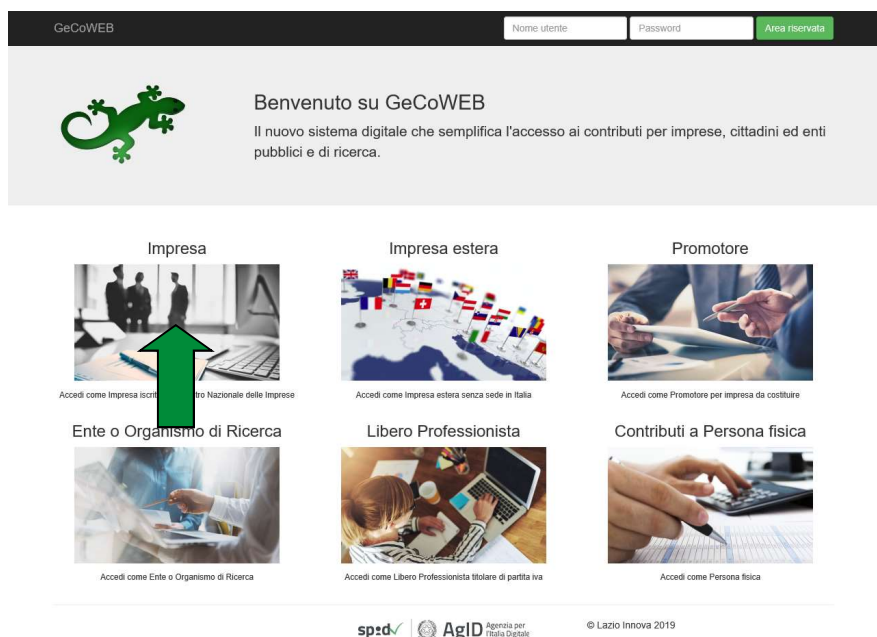 GeCoWEB
Nome utente
Password
Area riservata
Benvenuto su GeCoWEB
Il nuovo sistema digitale che semplifica l'accesso ai contributi per imprese, cittadini ed enti
pubblici e di ricerca.
Impresa
Impresa estera
Promotore
Accedi come Impresa iscrit tro Nazionale delle Imprese
Accedi come Impresa estera senza sede in Italia
Accedi come Promotore per impresa da costituire
Ente o Organismo di Ricerca
Libero Professionista
Contributi a Persona fisica
Accedi come Ente o Organismo di Ricerca
Accedi come Libero Professionista titolare di partita iva
Accedi come Persona fisica
spid
AgID Agenzia per
l'Italia Digitale
© Lazio Innova 2019